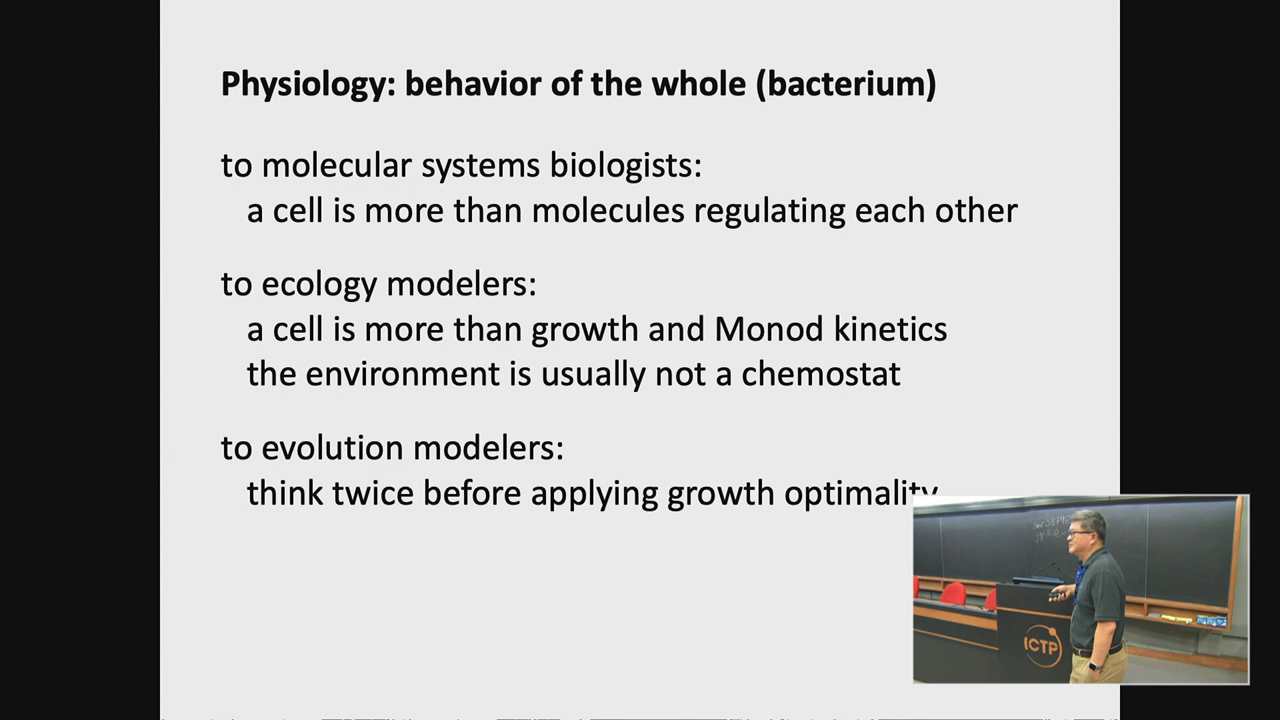 Physiology: behavior of the whole (bacterium)
to molecular systems biologists:
a cell is more than molecules regulating each other
to ecology modelers:
a cell is more than growth and Monod kinetics
the environment is usually not a chemostat
to evolution modelers:
think twice before applying growth optimality
ICTP